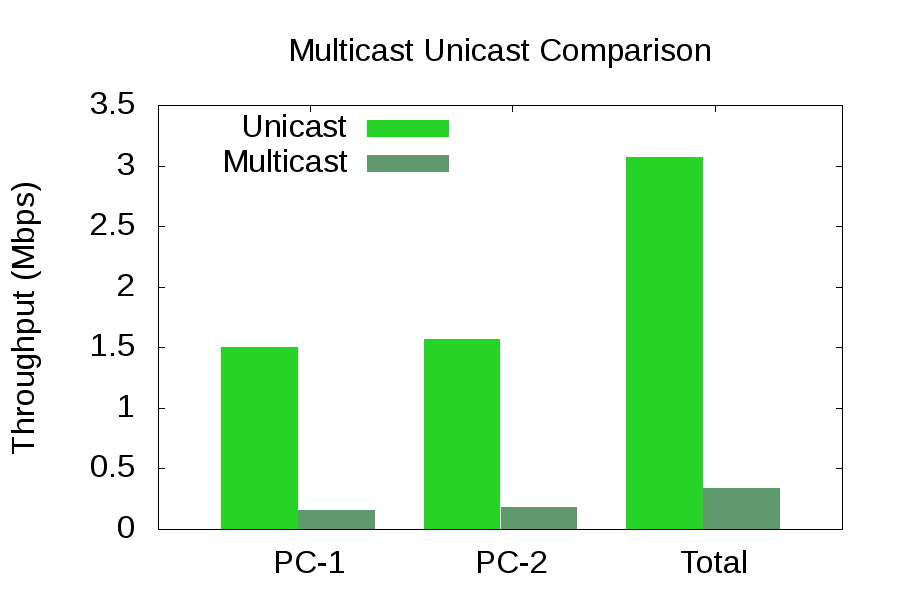 Multicast Unicast Comparison
Throughput (Mbps)
3.5
3
2.5
2
1.5
1
0.5
0
Unicast
Multicast
PC-1
PC-2
Total